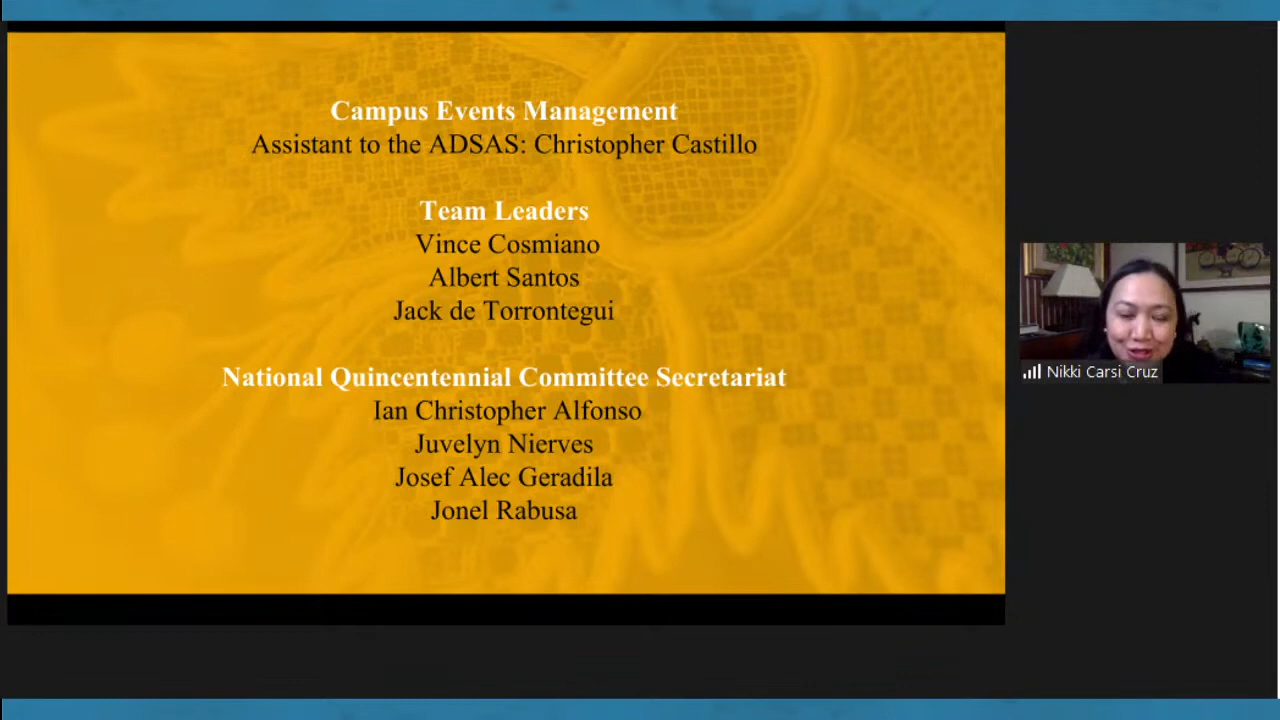 Campus Events Management
Assistant to the ADSAS: Christopher Castillo
Team Leaders
Vince Cosmiano
Albert Santos
Jack de Torrontegui
National Quincentennial Committee Secretariat
Ian Christopher Alfonso
Juvelyn Nierves
Josef Alec Geradila
Jonel Rabusa
Nikki Carsi Cruz